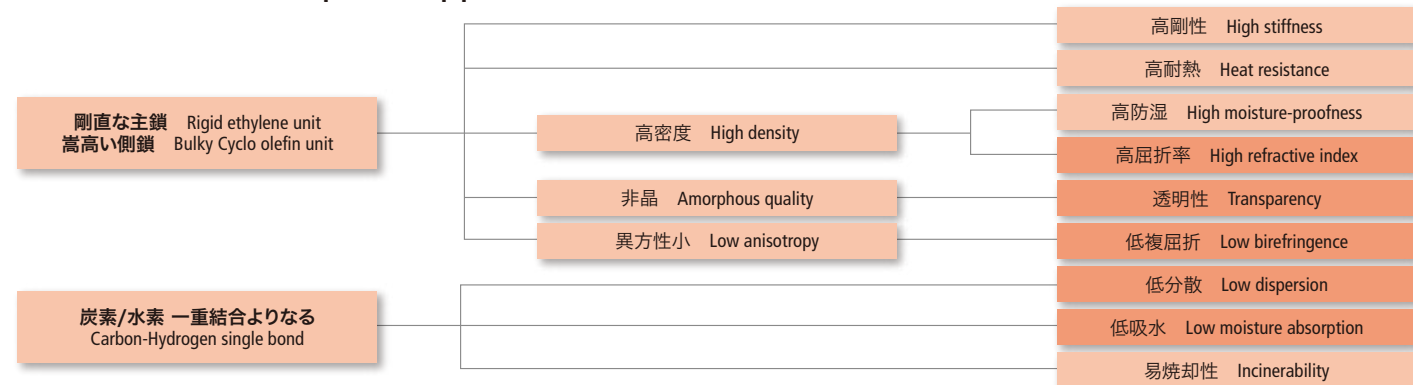 高剛性 High stiffness
高耐熱 Heat resistance
剛直な主鎖 Rigid ethylene unit
嵩高い側鎖 Bulky Cyclo olefin unit
高密度 High density
高防湿 High moisture-proofness
高屈折率 High refractive index
非晶 Amorphous quality
透明性 Transparency
異方性小 Low anisotropy
低複屈折 Low birefringence
低分散 Low dispersion
炭素/水素 一重結合よりなる
Carbon-Hydrogen single bond
低吸水 Low moisture absorption
易焼却性 Incinerability